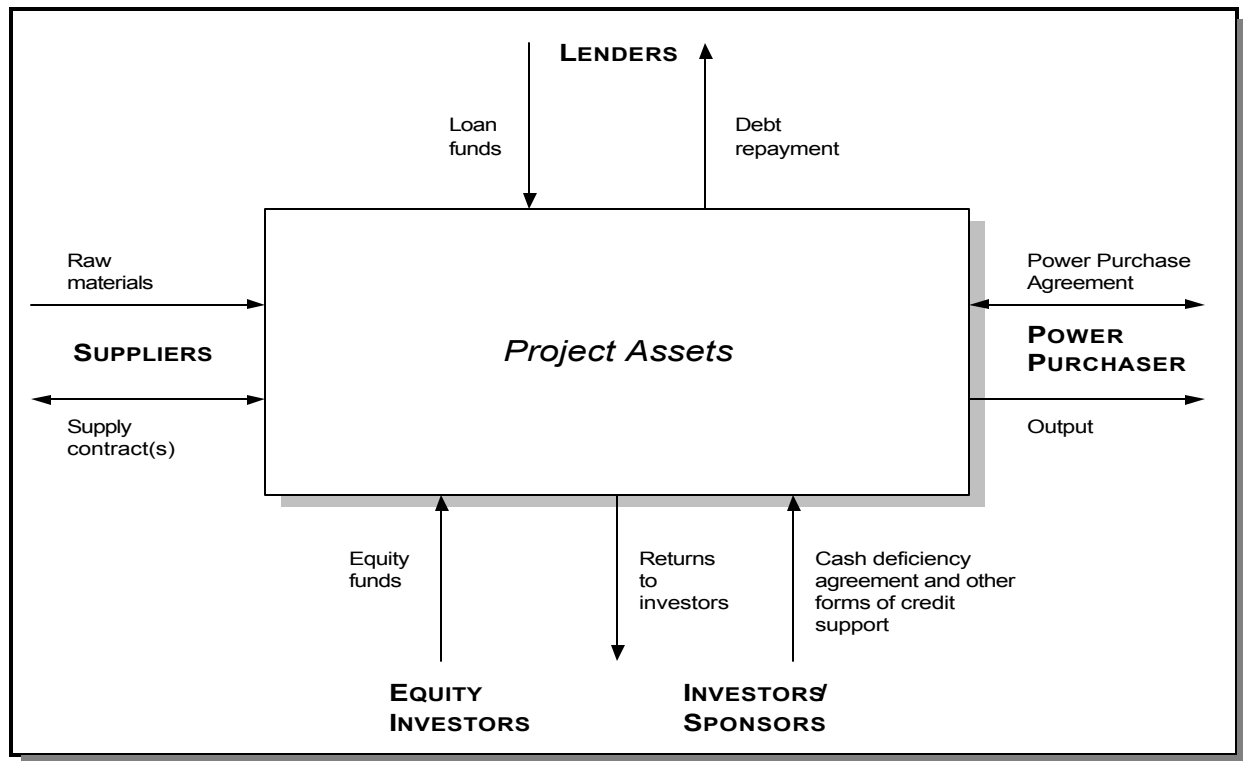 LENDERS
Loan
funds
Debt
repayment
Raw
materials
SUPPLIERS
Supply
contract(s)
Project Assets
Power Purchase
Agreement
POWER
PURCHASER
Output
Equity
funds
Returns
to
investors
Cash deficiency
agreement and other
forms of credit
support
EQUITY
INVESTORS
INVESTORS/
SPONSORS